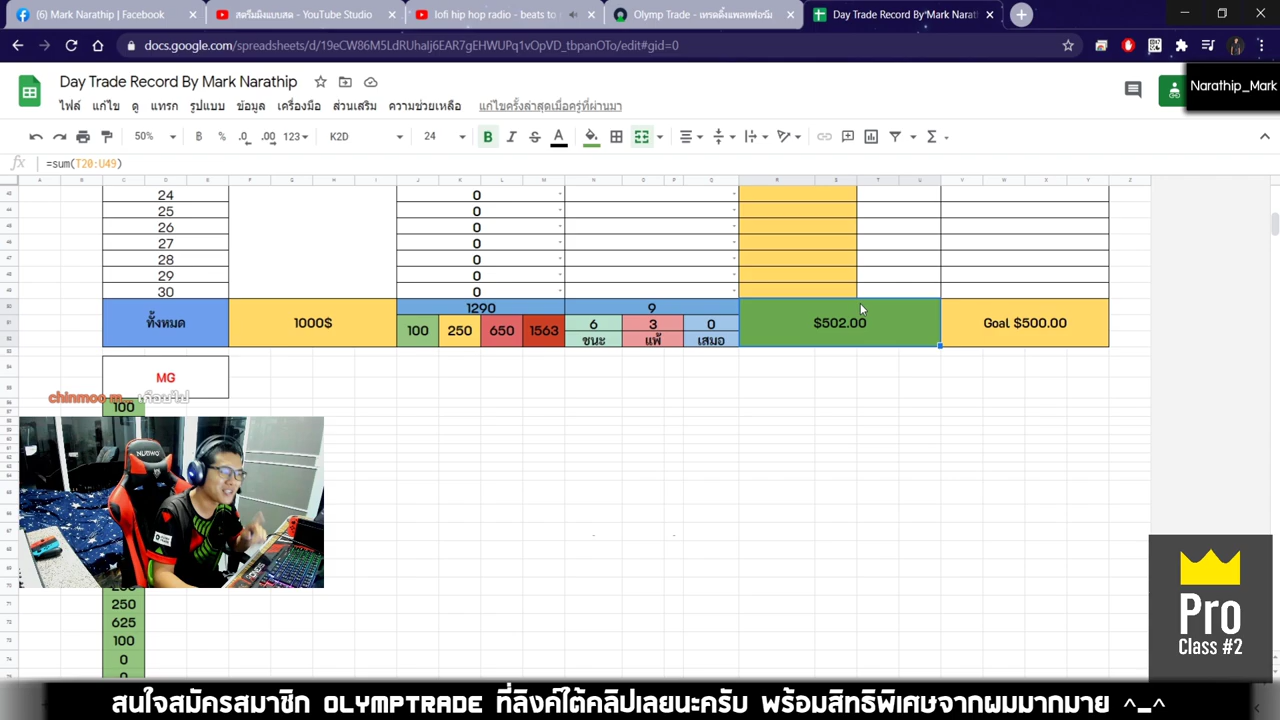 (6) Mark Narathip | Facebook
สตรีมมิงแบบสด - YouTube Studio
lofi hip hop radio - beats to
Olymp Trade - เทรดดิ้งแพลทฟอร์ม
Day Trade Record By Mark Narat
docs.google.com/spreadsheets/d/19eCW86M5LdRUhaIj6EAR7gEHWUPq1vOpVD_tbpanOTo/edit#gid=0
Day Trade Record By Mark Narathip
Narathip_Mark
ไฟล์ แก้ไข ดู แทรก รูปแบบ ข้อมูล เครื่องมือ ส่วนเสริม ความช่วยเหลือ แก้ไขครั้งล่าสุดเมื่อครู่ที่ผ่านมา
50% % .0 .00 123 K2D 24 B I S A
fx =sum(T20:U49)
24 0
25 0
26 0
27 0
28 0
29 0
30 0
ทั้งหมด 1000$ 1290 9 $502.00 Goal $500.00
100 250 650 1563 6 3 0
ชนะ แพ้ เสมอ
MG
chinmoo m...
100
250
625
100
0
Pro
Class #2
สนใจสมัครสมาชิก OLYMPTRADE ที่ลิงค์ใต้คลิปเลยนะครับ พร้อมสิทธิพิเศษจากผมมากมาย ^_^